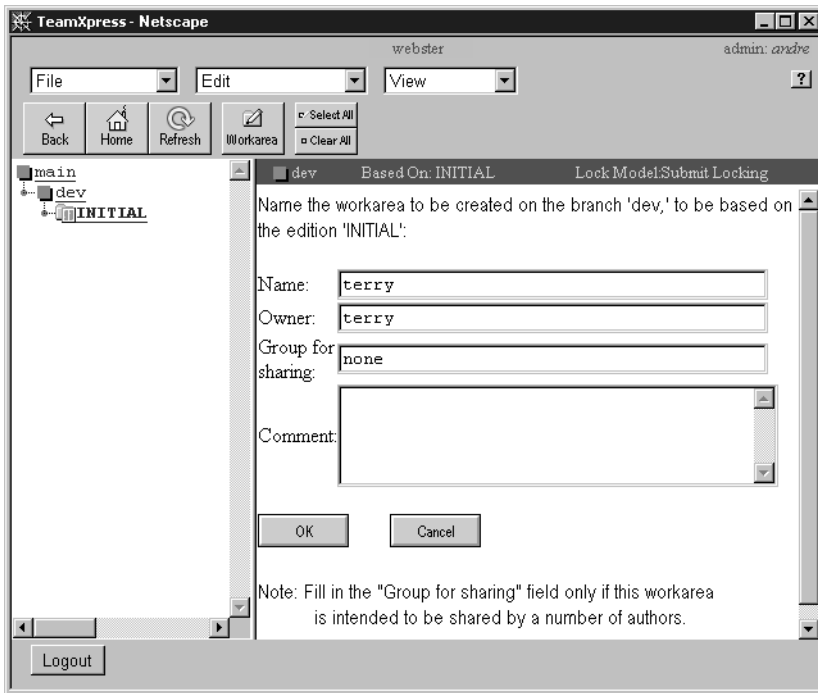 TeamXpress - Netscape
webster
admin: andre
File
Edit
View
?
Back
Home
Refresh
Workarea
Select All
Clear All
main
dev
INITIAL
dev Based On: INITIAL Lock Model:Submit Locking
Name the workarea to be created on the branch 'dev,' to be based on
the edition 'INITIAL':
Name: terry
Owner: terry
Group for
sharing:
none
Comment:
OK
Cancel
Note: Fill in the "Group for sharing" field only if this workarea
is intended to be shared by a number of authors.
Logout